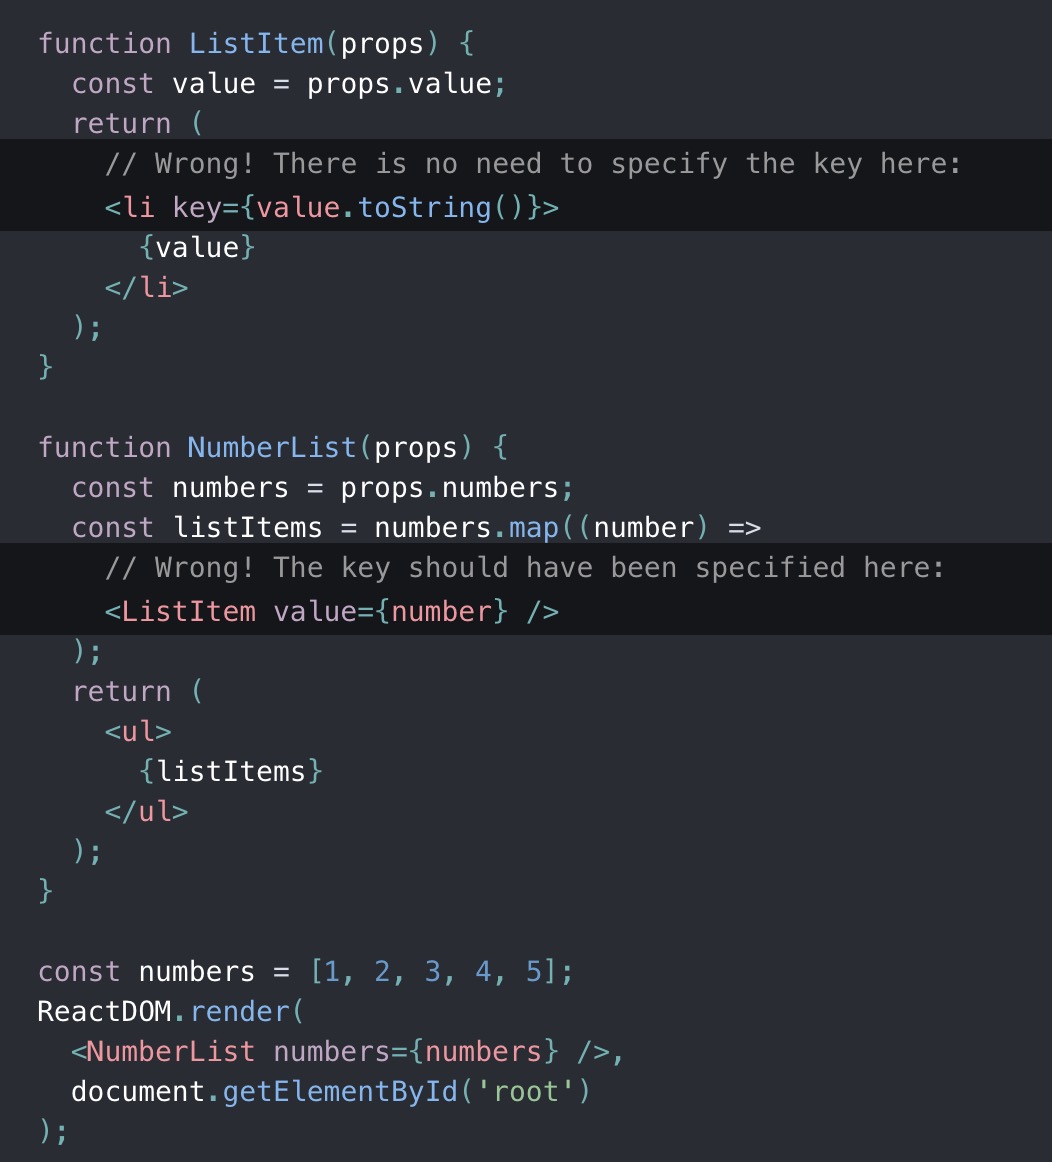 function ListItem(props) {
  const value = props.value;
  return (
    // Wrong! There is no need to specify the key here:
    <li key={value.toString()}>
      {value}
    </li>
  );
}

function NumberList(props) {
  const numbers = props.numbers;
  const listItems = numbers.map((number) =>
    // Wrong! The key should have been specified here:
    <ListItem value={number} />
  );
  return (
    <ul>
      {listItems}
    </ul>
  );
}

const numbers = [1, 2, 3, 4, 5];
ReactDOM.render(
  <NumberList numbers={numbers} />,
  document.getElementById('root')
);